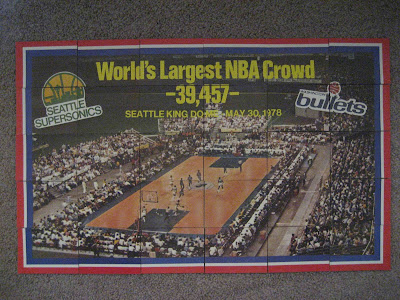 World's Largest NBA Crowd
-39,457-
SEATTLE KING DOME-MAY 30, 1978
SEATTLE
SUPERSONICS
bullets